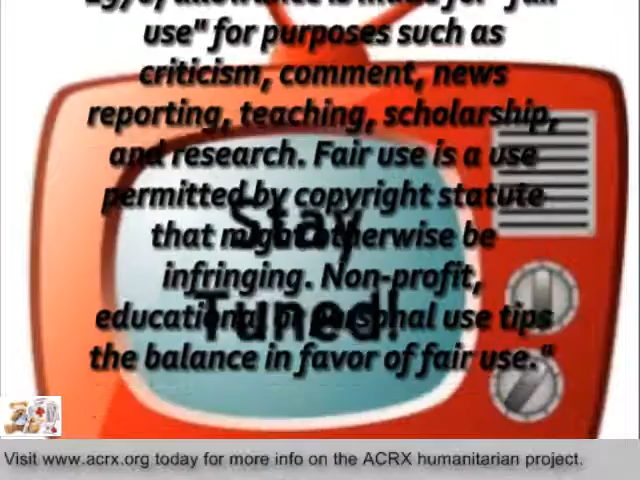 use" for purposes such as
criticism, comment, news
reporting, teaching, scholarship,
and research. Fair use is a use
permitted by copyright statute
that might otherwise be
infringing. Non-profit,
educational or personal use tips
the balance in favor of fair use."
Stay
Tuned!
Visit www.acrx.org today for more info on the ACRX humanitarian project.